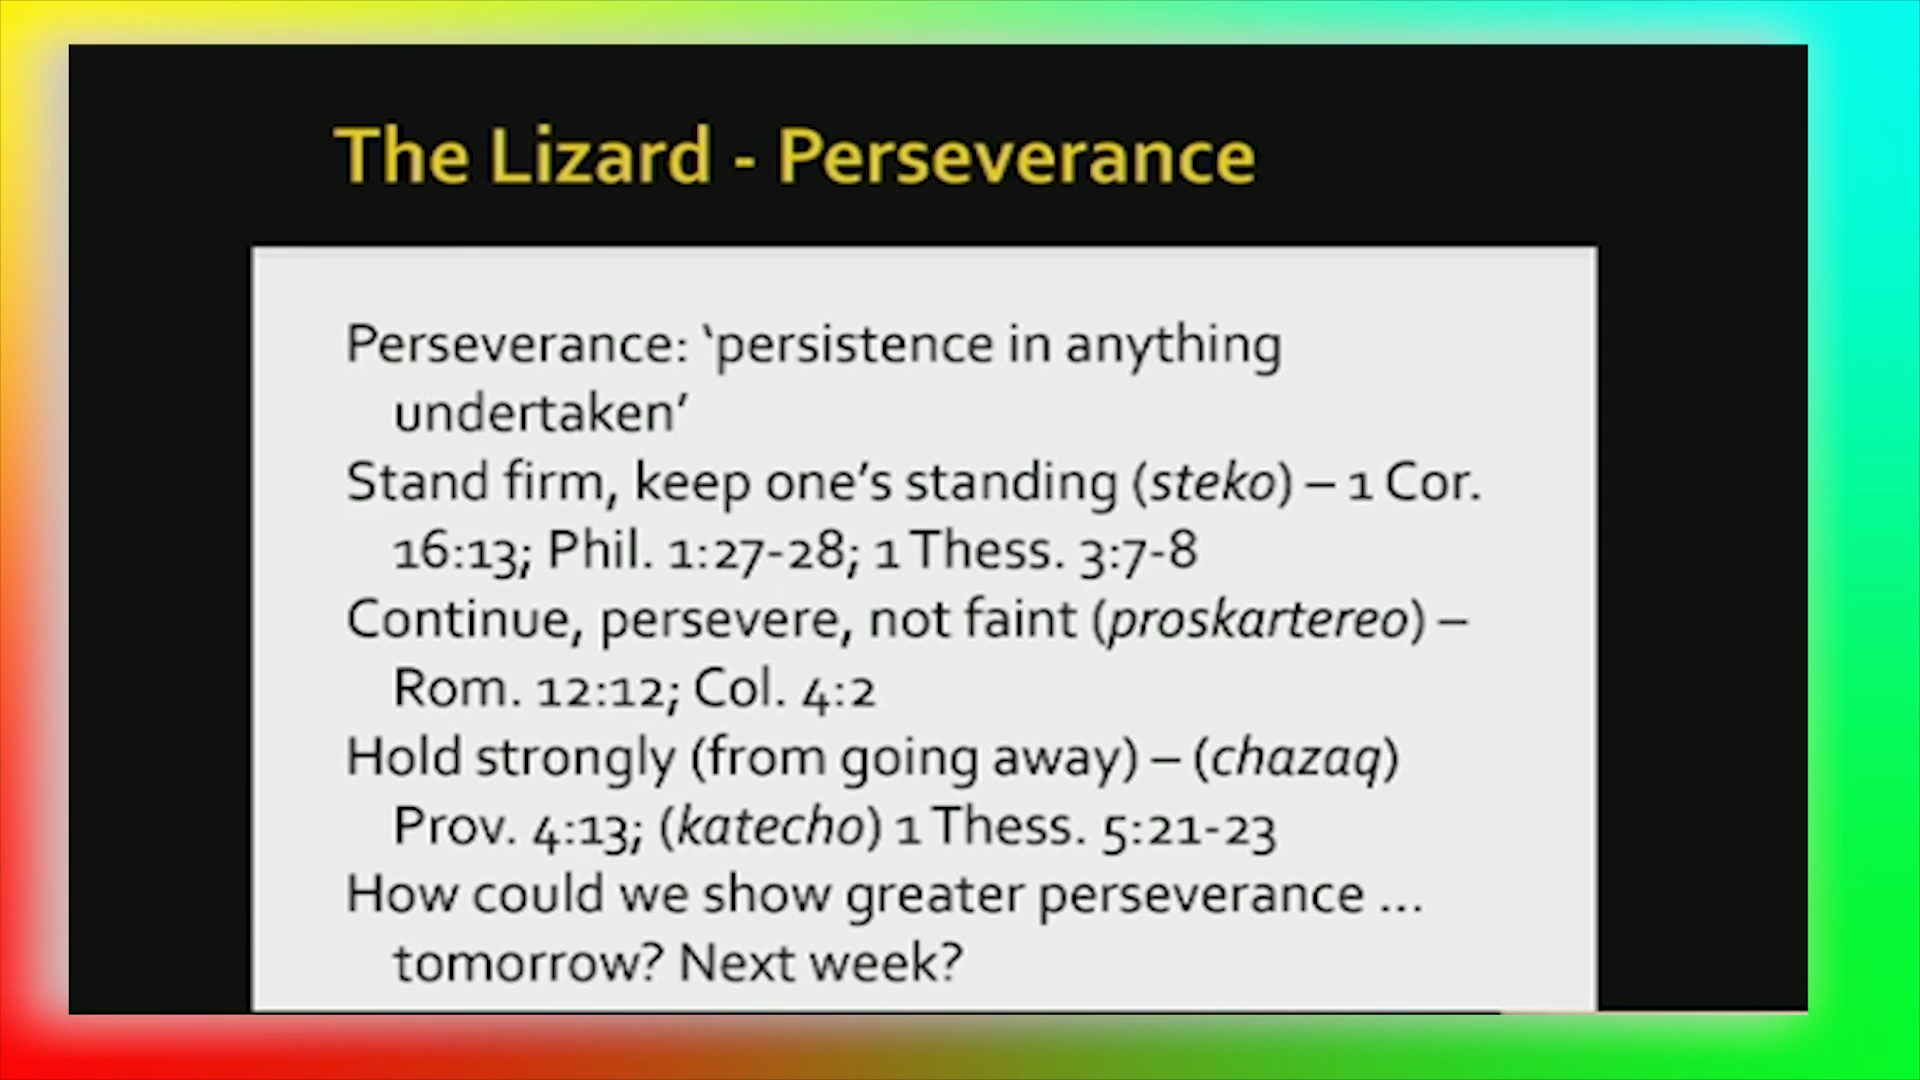 The Lizard - Perseverance
Perseverance: ‘persistence in anything
undertaken’
Stand firm, keep one’s standing (steko) – 1 Cor.
16:13; Phil. 1:27-28; 1 Thess. 3:7-8
Continue, persevere, not faint (proskartereo) –
Rom. 12:12; Col. 4:2
Hold strongly (from going away) – (chazaq)
Prov. 4:13; (katecho) 1 Thess. 5:21-23
How could we show greater perseverance ...
tomorrow? Next week?